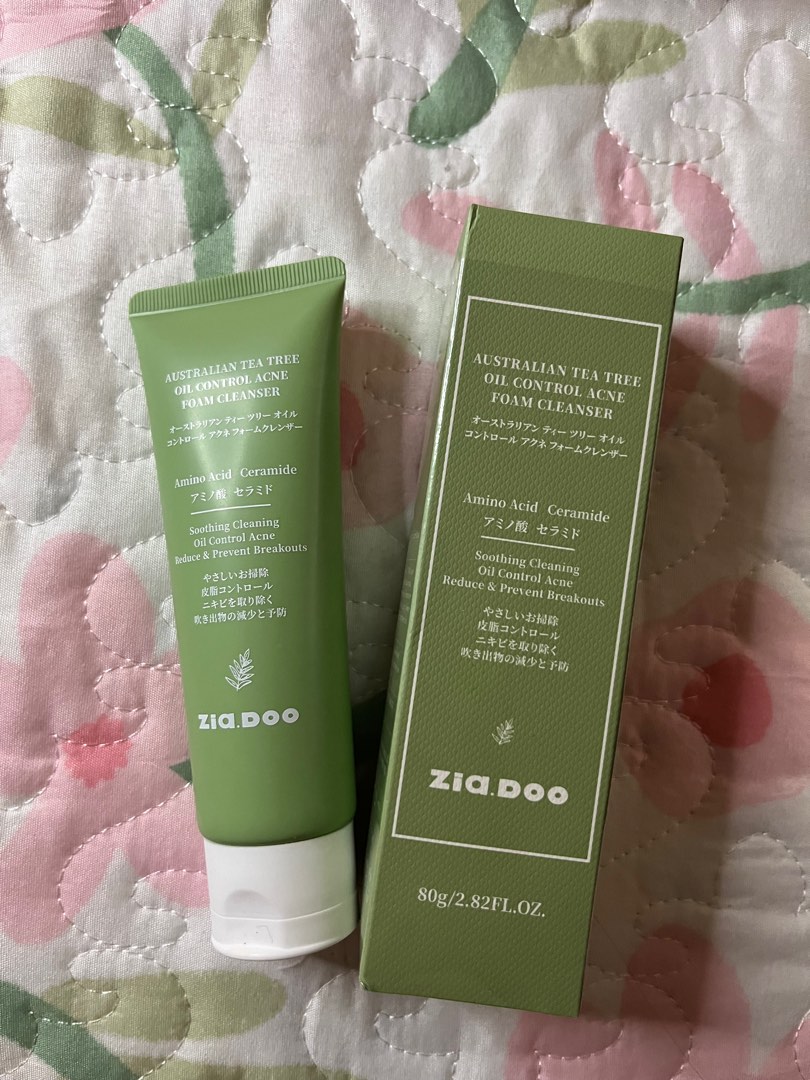 AUSTRALIAN TEA TREE
OIL CONTROL ACNE
FOAM CLEANSER
オーストラリアン ティー ツリー オイル
コントロール アクネ フォームクレンザー
Amino Acid Ceramide
アミノ酸 セラミド
Soothing Cleaning
Oil Control Acne
Reduce & Prevent Breakouts
やさしいお掃除
皮脂コントロール
ニキビを取り除く
吹き出物の減少と予防
Zia.DOO
AUSTRALIAN TEA TREE
OIL CONTROL ACNE
FOAM CLEANSER
オーストラリアン ティー ツリー オイル
コントロール アクネ フォームクレンザー
Amino Acid Ceramide
アミノ酸 セラミド
Soothing Cleaning
Oil Control Acne
Reduce & Prevent Breakouts
やさしいお掃除
皮脂コントロール
ニキビを取り除く
吹き出物の減少と予防
Zia.DOO
80g/2.82FL.OZ.